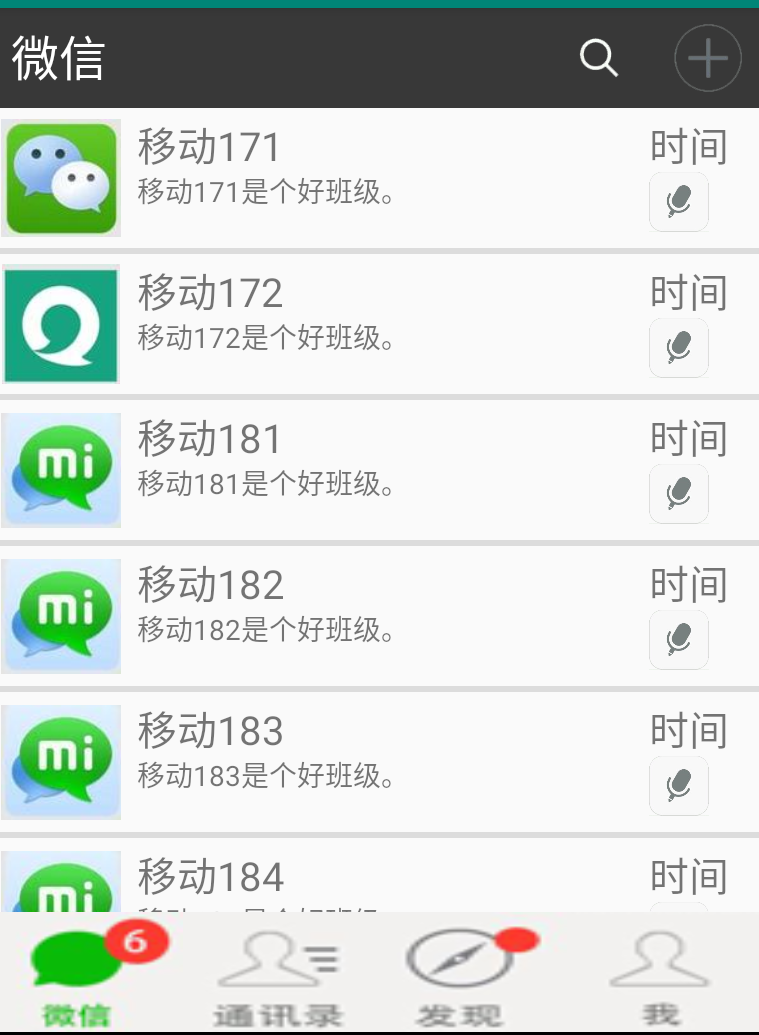 微信
移动171
时间
移动171是个好班级。
移动172
时间
移动172是个好班级。
mi
移动181
时间
移动181是个好班级。
mi
移动182
时间
移动182是个好班级。
mi
移动183
时间
移动183是个好班级。
mi
移动184
时间
6
微信
通讯录
发现
我